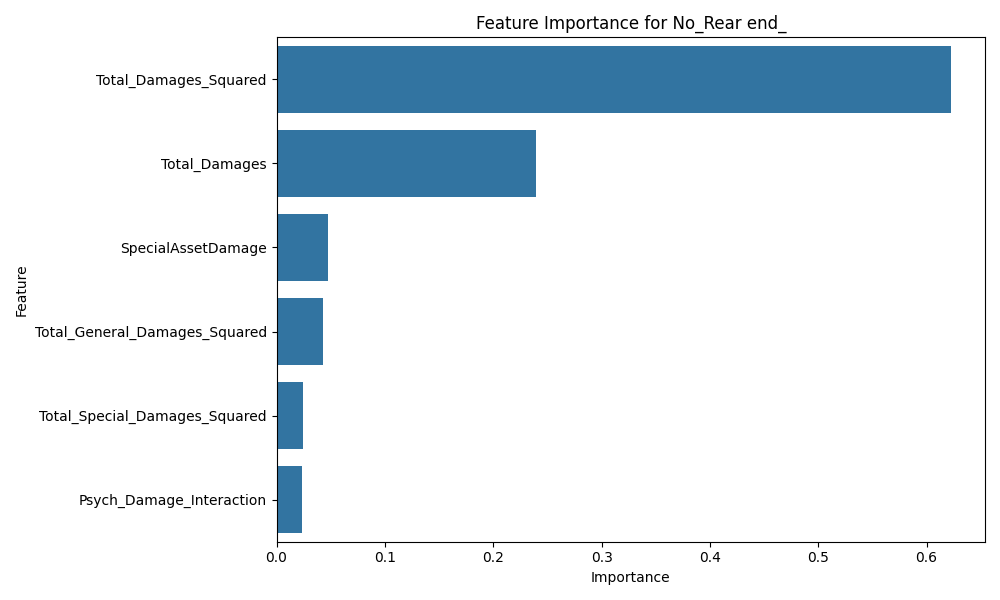 Feature Importance for No_Rear end_
Feature
Total_Damages_Squared
Total_Damages
SpecialAssetDamage
Total_General_Damages_Squared
Total_Special_Damages_Squared
Psych_Damage_Interaction
0.0 0.1 0.2 0.3 0.4 0.5 0.6
Importance